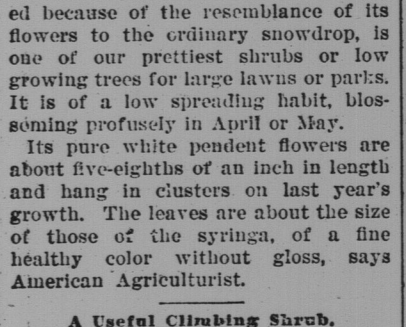 ed because of the resemblance of its
flowers to the ordinary snowdrop, is
one of our prettiest shrubs or low
growing trees for large lawns or parks.
It is of a low spreading habit, blos-
soming profusely in April or May.
Its pure white pendent flowers are
about five-eighths of an inch in length
and hang in clusters on last year's
growth. The leaves are about the size
of those of the syringa, of a fine
healthy color without gloss, says
American Agriculturist.
A Useful Climbing Shrub.